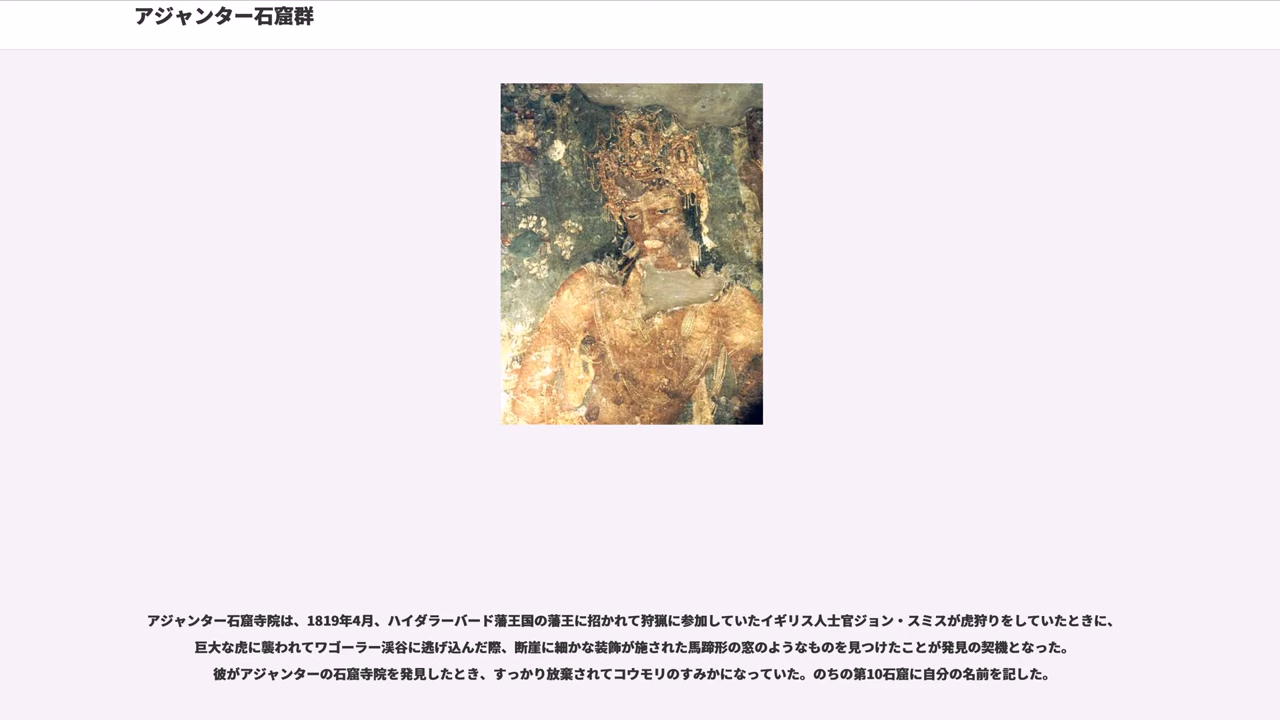 アジャンター石窟群
アジャンター石窟寺院は、1819年4月、ハイダラーバード藩王国の藩王に招かれて狩猟に参加していたイギリス人士官ジョン・スミスが虎狩りをしていたときに、
巨大な虎に襲われてワゴーラー渓谷に逃げ込んだ際、断崖に細かな装飾が施された馬蹄形の窓のようなものを見つけたことが発見の契機となった。
彼がアジャンターの石窟寺院を発見したとき、すっかり放棄されてコウモリのすみかになっていた。のちの第10石窟に自分の名前を記した。